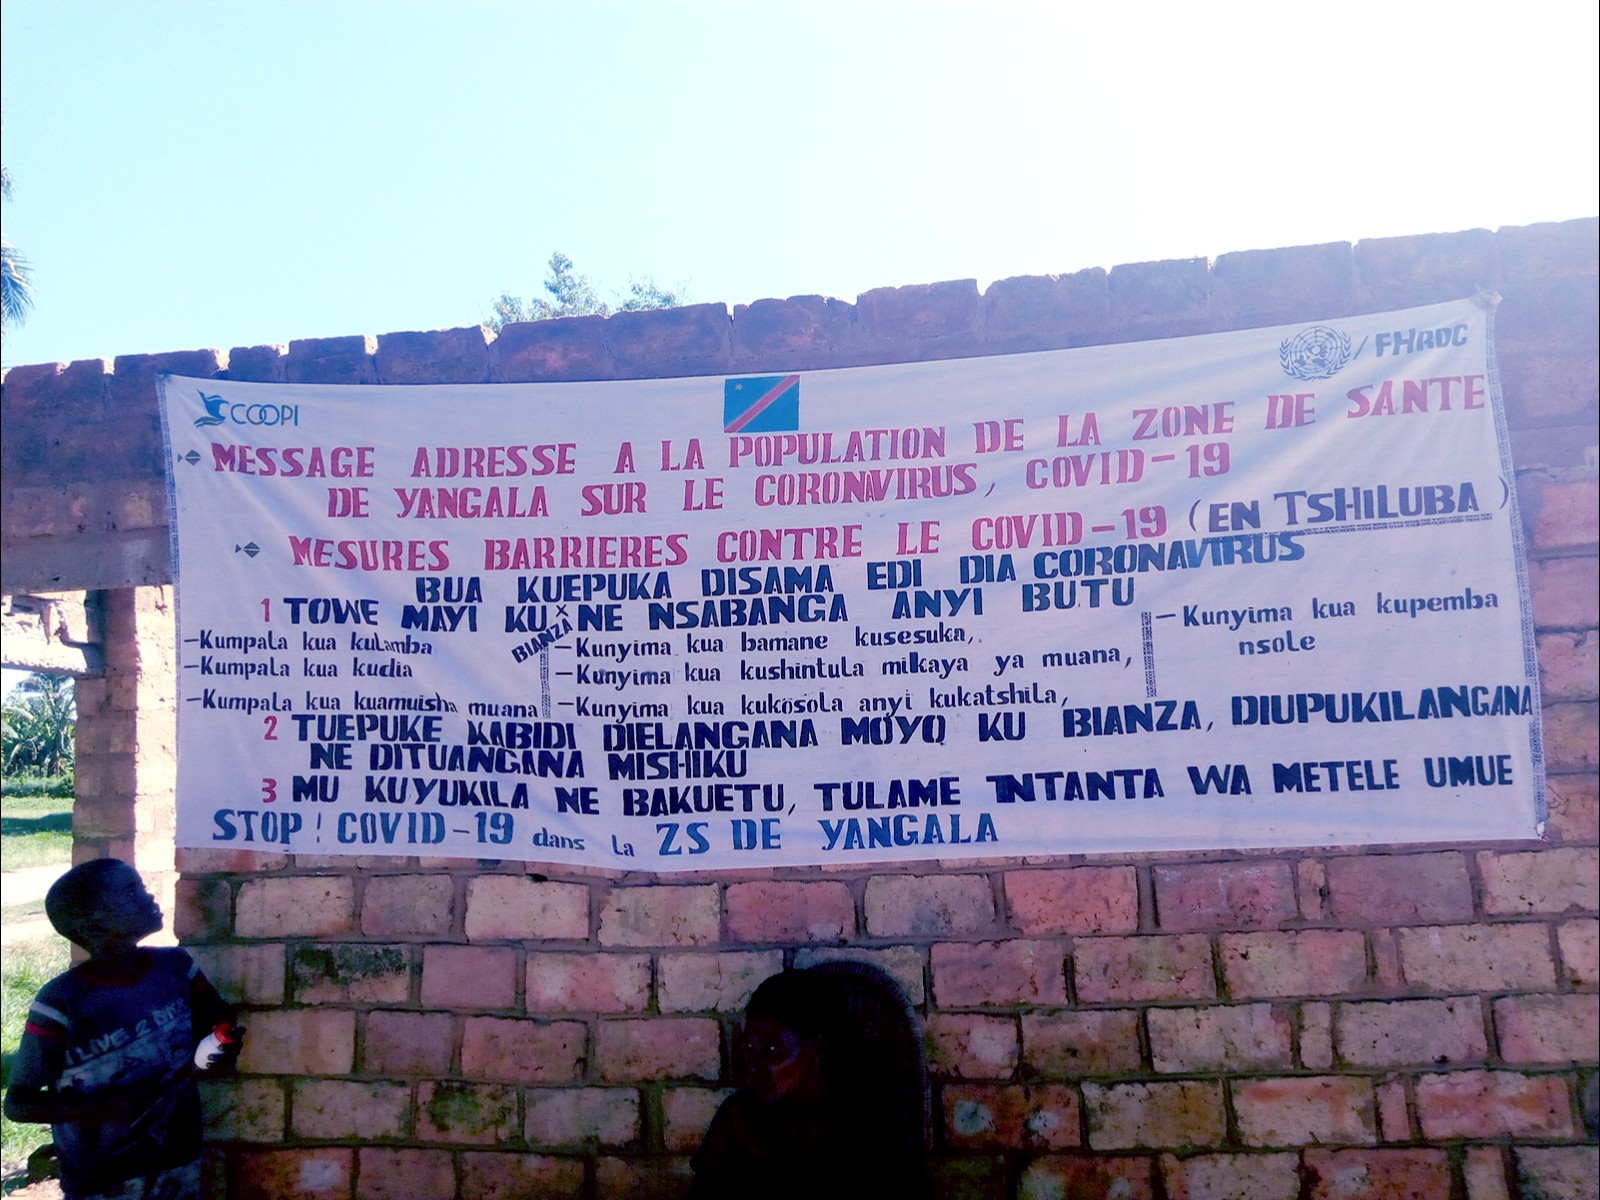 COOPI
/ FHRDC
MESSAGE ADRESSE A LA POPULATION DE LA ZONE DE SANTE
DE YANGALA SUR LE CORONAVIRUS, COVID-19
MESURES BARRIERES CONTRE LE COVID-19 (EN TSHILUBA)
BUA KUEPUKA DISAMA EDI DIA CORONAVIRUS
1 TOWE MAYI KU BIANZA NE NSABANGA ANYI BUTU
-Kumpala kua kulamba
-Kumpala kua kudia
-Kumpala kua kuamuisha muana
-Kunyima kua bamane kusesuka,
-Kunyima kua kushintula mikaya ya muana,
-Kunyima kua kukosola anyi kukatshila,
-Kunyima kua kupemba
nsole
2 TUEPUKE KABIDI DIELANGANA MOYO KU BIANZA, DIUPUKILANGANA
NE DITUANGANA MISHIKU
3 MU KUYUKILA NE BAKUETU, TULAME NTANTA WA METELE UMUE
STOP! COVID-19 dans la ZS DE YANGALA
I LIVE 2